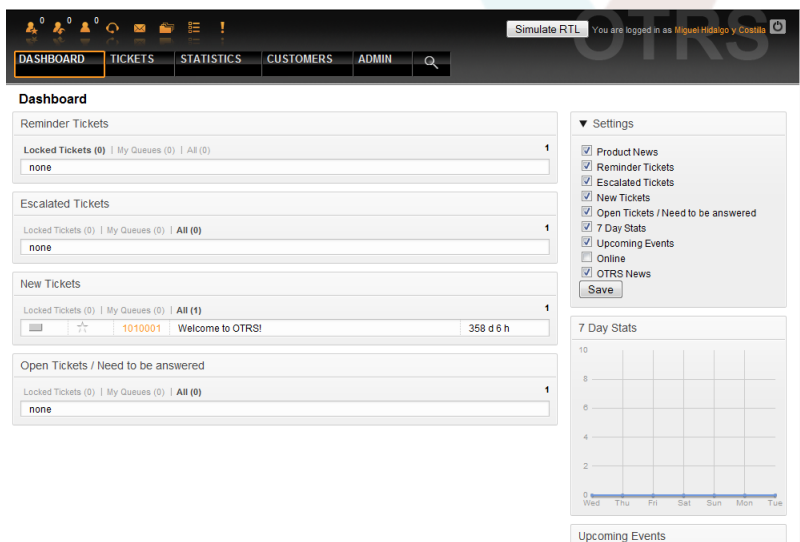 0 0 0
Simulate RTL You are logged in as Miguel Hidalgo y Costilla
OTRS
DASHBOARD TICKETS STATISTICS CUSTOMERS ADMIN
Dashboard
Reminder Tickets
Locked Tickets (0) | My Queues (0) | All (0) 1
none
Escalated Tickets
Locked Tickets (0) | My Queues (0) | All (0) 1
none
New Tickets
Locked Tickets (0) | My Queues (0) | All (1) 1
1010001 Welcome to OTRS! 358 d 6 h
Open Tickets / Need to be answered
Locked Tickets (0) | My Queues (0) | All (0) 1
none
▼ Settings
Product News
Reminder Tickets
Escalated Tickets
New Tickets
Open Tickets / Need to be answered
7 Day Stats
Upcoming Events
Online
OTRS News
Save
7 Day Stats
10
8
6
4
2
0
Wed Thu Fri Sat Sun Mon Tue
Upcoming Events